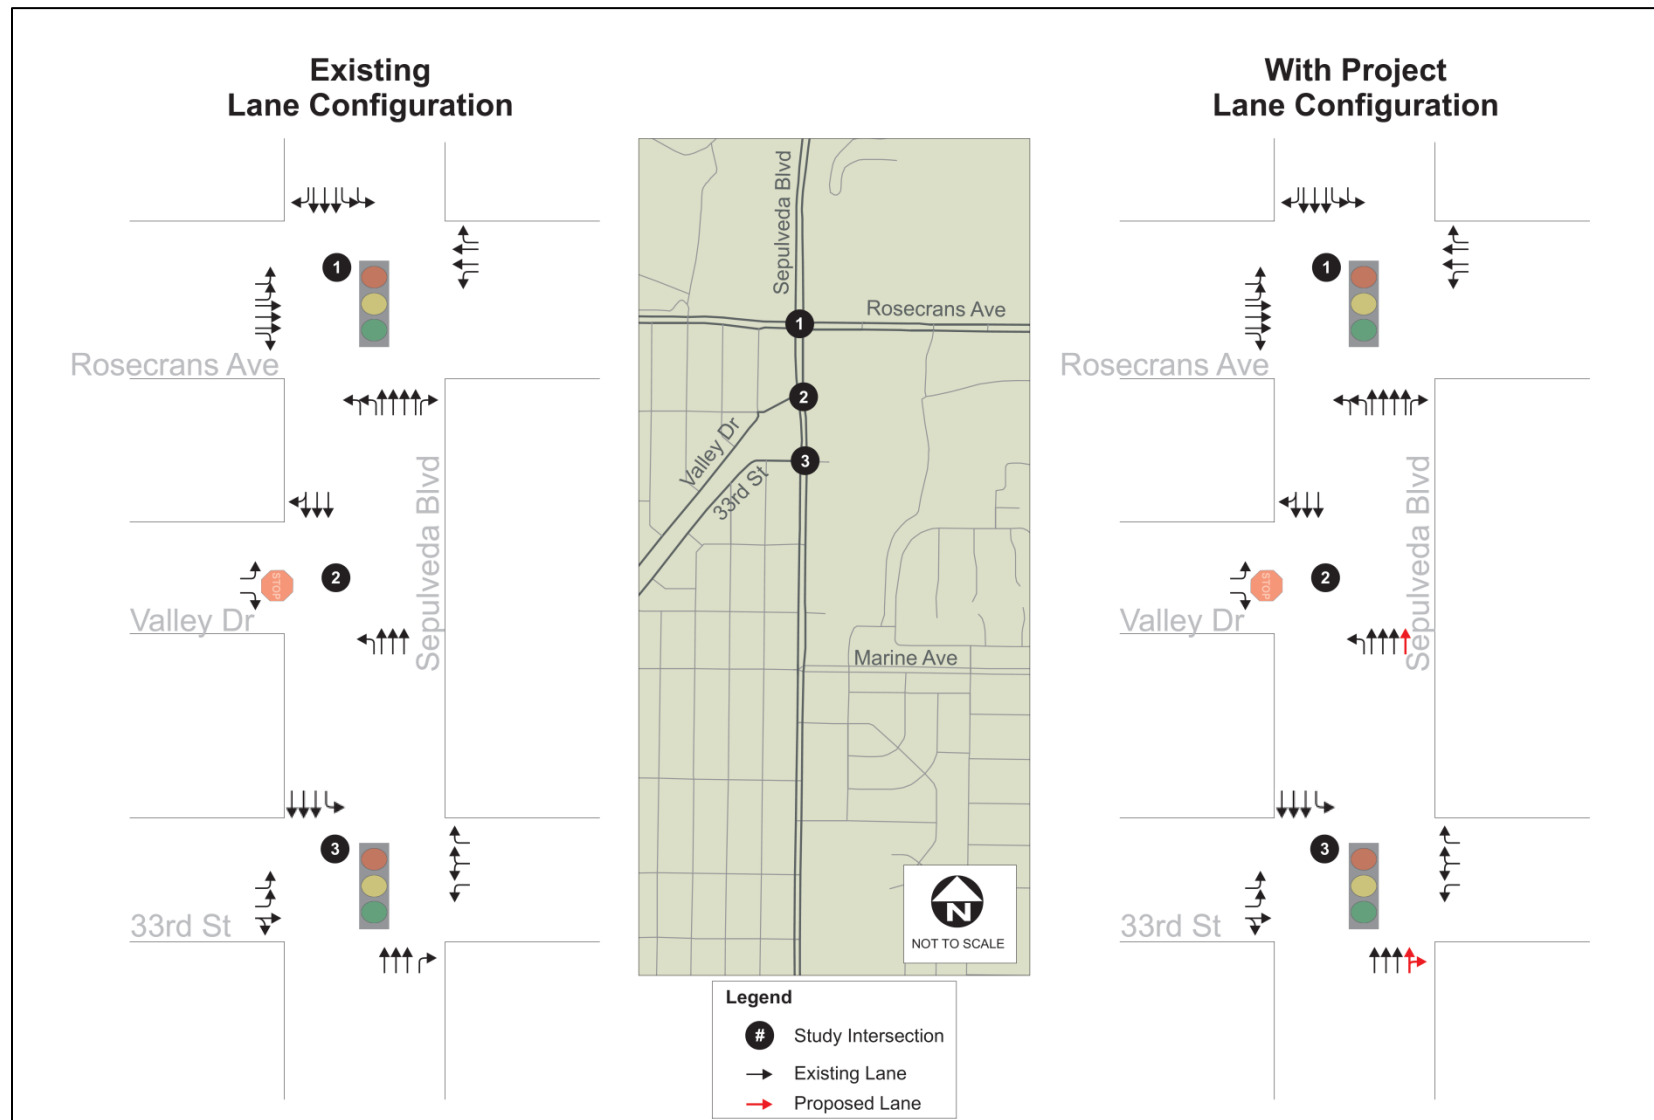 Existing
Lane Configuration
1
Rosecrans Ave
Sepulveda Blvd
STOP
2
Valley Dr
3
33rd St
Sepulveda Blvd
Rosecrans Ave
1
2
Valley Dr
3
33rd St
Marine Ave
N
NOT TO SCALE
Legend
# Study Intersection
Existing Lane
Proposed Lane
With Project
Lane Configuration
1
Rosecrans Ave
Sepulveda Blvd
STOP
2
Valley Dr
3
33rd St